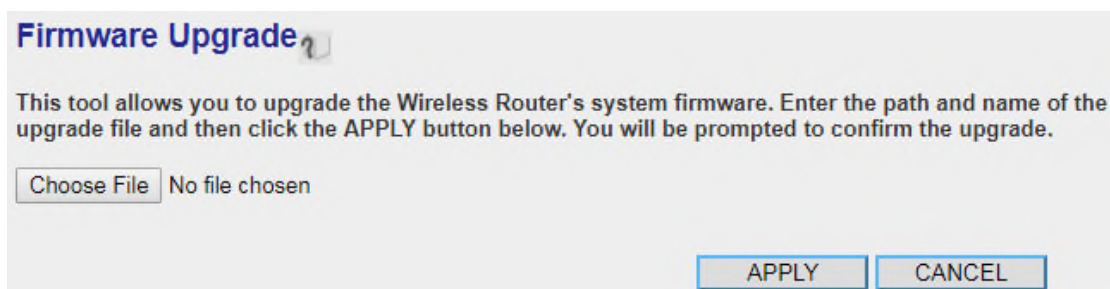 Firmware Upgrade
This tool allows you to upgrade the Wireless Router's system firmware. Enter the path and name of the
upgrade file and then click the APPLY button below. You will be prompted to confirm the upgrade.
Choose File No file chosen
APPLY CANCEL